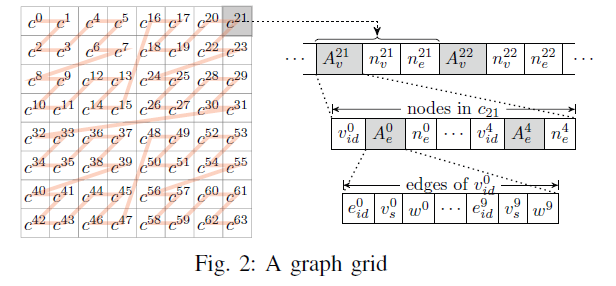 c^0 c^1 c^4 c^5 c^16 c^17 c^20 c^21
c^2 c^3 c^6 c^7 c^18 c^19 c^22 c^23
c^8 c^9 c^12 c^13 c^24 c^25 c^28 c^29
c^10 c^11 c^14 c^15 c^26 c^27 c^30 c^31
c^32 c^33 c^36 c^37 c^48 c^49 c^52 c^53
c^34 c^35 c^38 c^39 c^50 c^51 c^54 c^55
c^40 c^41 c^44 c^45 c^56 c^57 c^60 c^61
c^42 c^43 c^46 c^47 c^58 c^59 c^62 c^63
⋯ A_v^21 n_v^21 n_e^21 A_v^22 n_v^22 n_e^22 ⋯
nodes in c_21
v_id^0 A_e^0 n_e^0 ⋯ v_id^4 A_e^4 n_e^4
edges of v_id^0
e_id^0 v_s^0 w^0 ⋯ e_id^9 v_s^9 w^9
Fig. 2: A graph grid